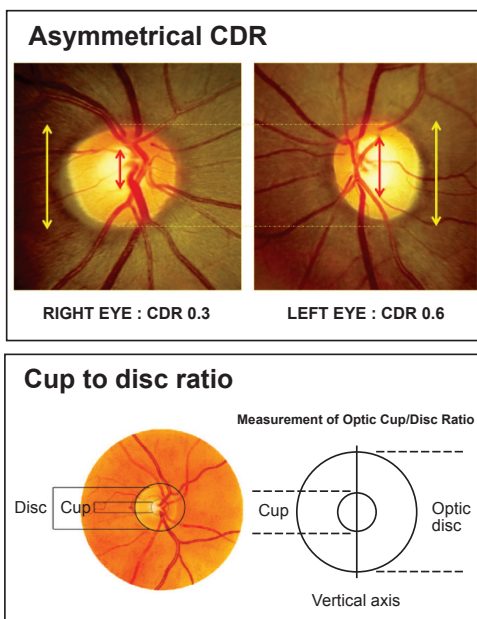 Asymmetrical CDR
RIGHT EYE : CDR 0.3
LEFT EYE : CDR 0.6
Cup to disc ratio
Measurement of Optic Cup/Disc Ratio
Disc
Cup
Cup
Optic
disc
Vertical axis